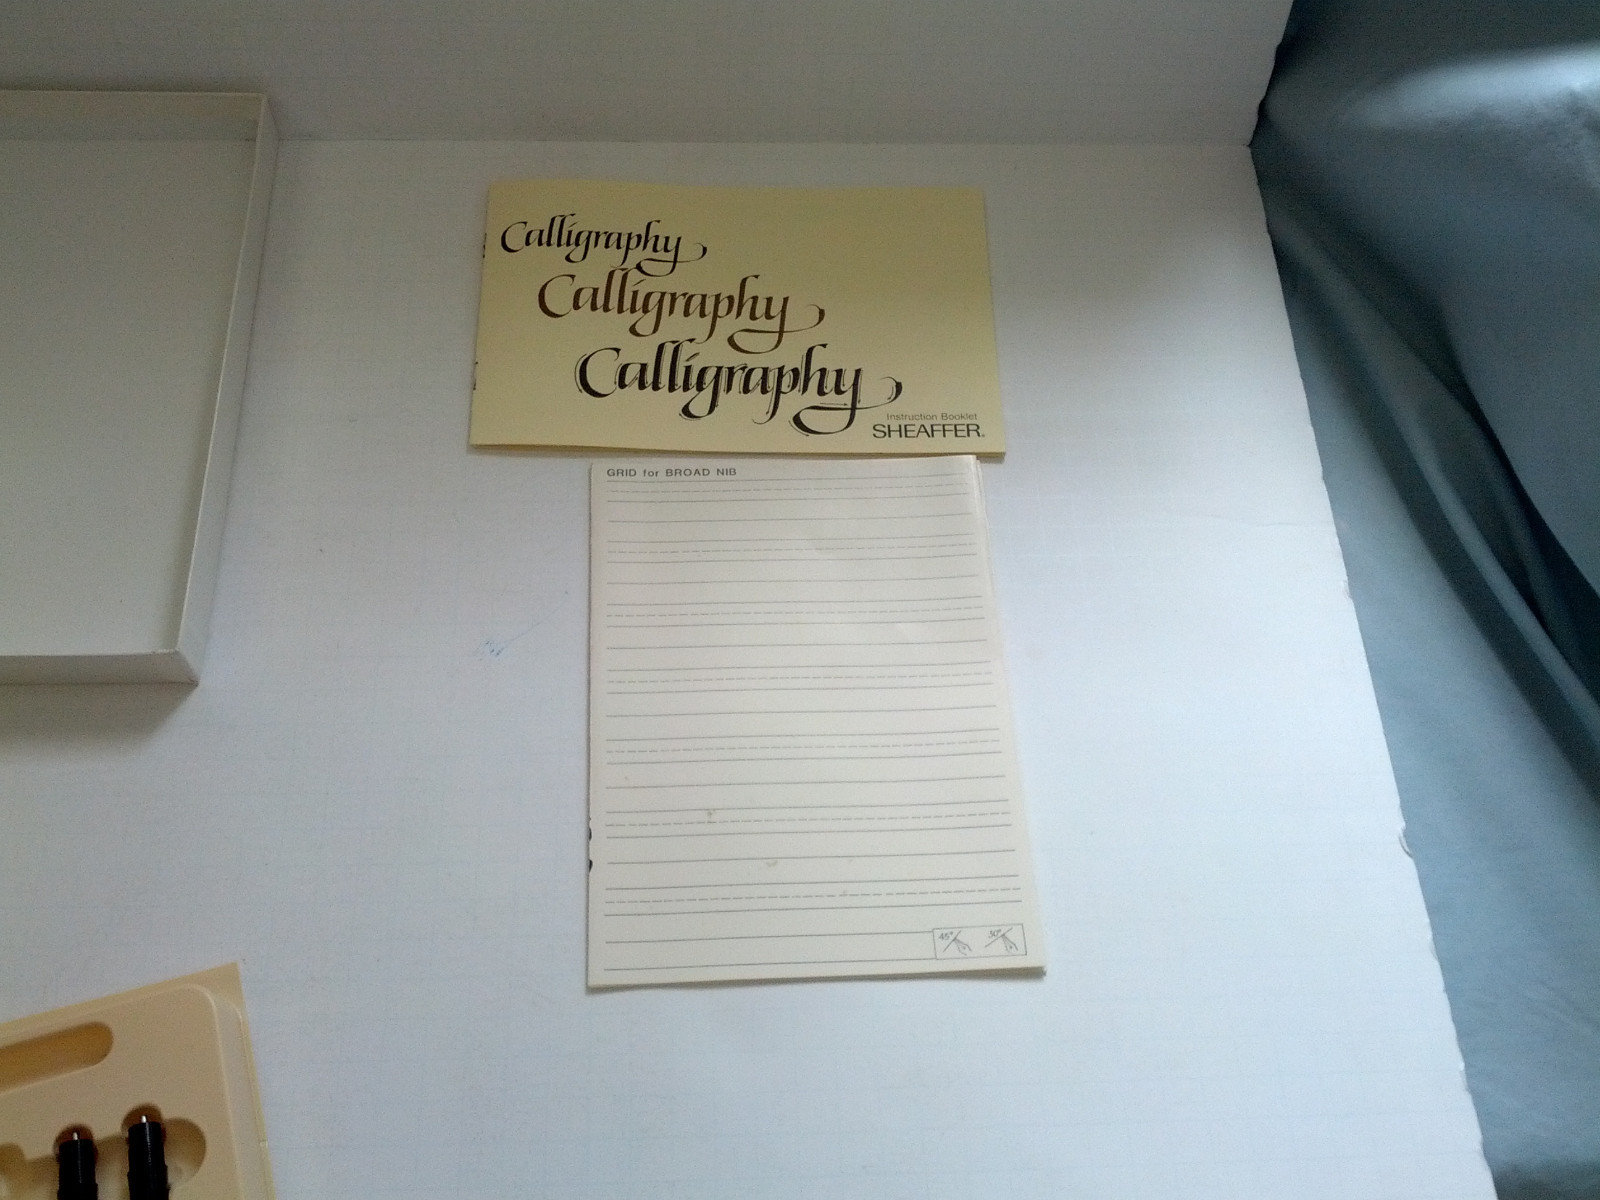 Calligraphy
Calligraphy
Calligraphy
Instruction Booklet
SHEAFFER.
GRID for BROAD NIB
45° 30°